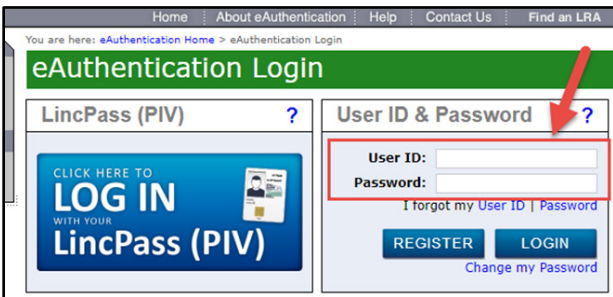 Home About eAuthentication Help Contact Us Find an LRA
You are here: eAuthentication Home > eAuthentication Login
eAuthentication Login
LincPass (PIV) ?
CLICK HERE TO
LOG IN
WITH YOUR
LincPass (PIV)
User ID & Password ?
User ID:
Password:
I forgot my User ID | Password
REGISTER LOGIN
Change my Password